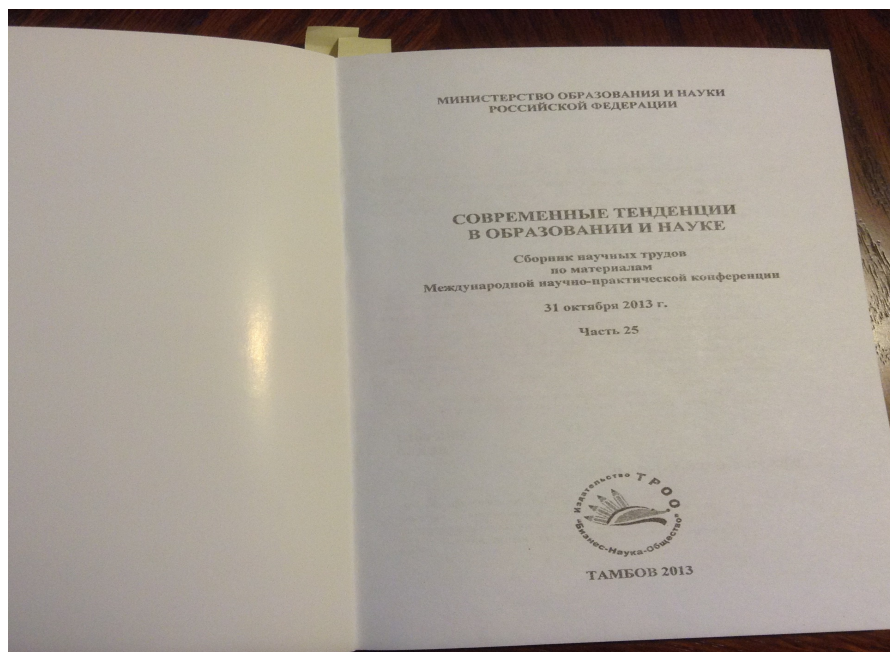 МИНИСТЕРСТВО ОБРАЗОВАНИЯ И НАУКИ
РОССИЙСКОЙ ФЕДЕРАЦИИ
СОВРЕМЕННЫЕ ТЕНДЕНЦИИ
В ОБРАЗОВАНИИ И НАУКЕ
Сборник научных трудов
по материалам
Международной научно-практической конференции
31 октября 2013 г.
Часть 25
Издательство ТРОО
"Бизнес-Наука-Общество"
ТАМБОВ 2013